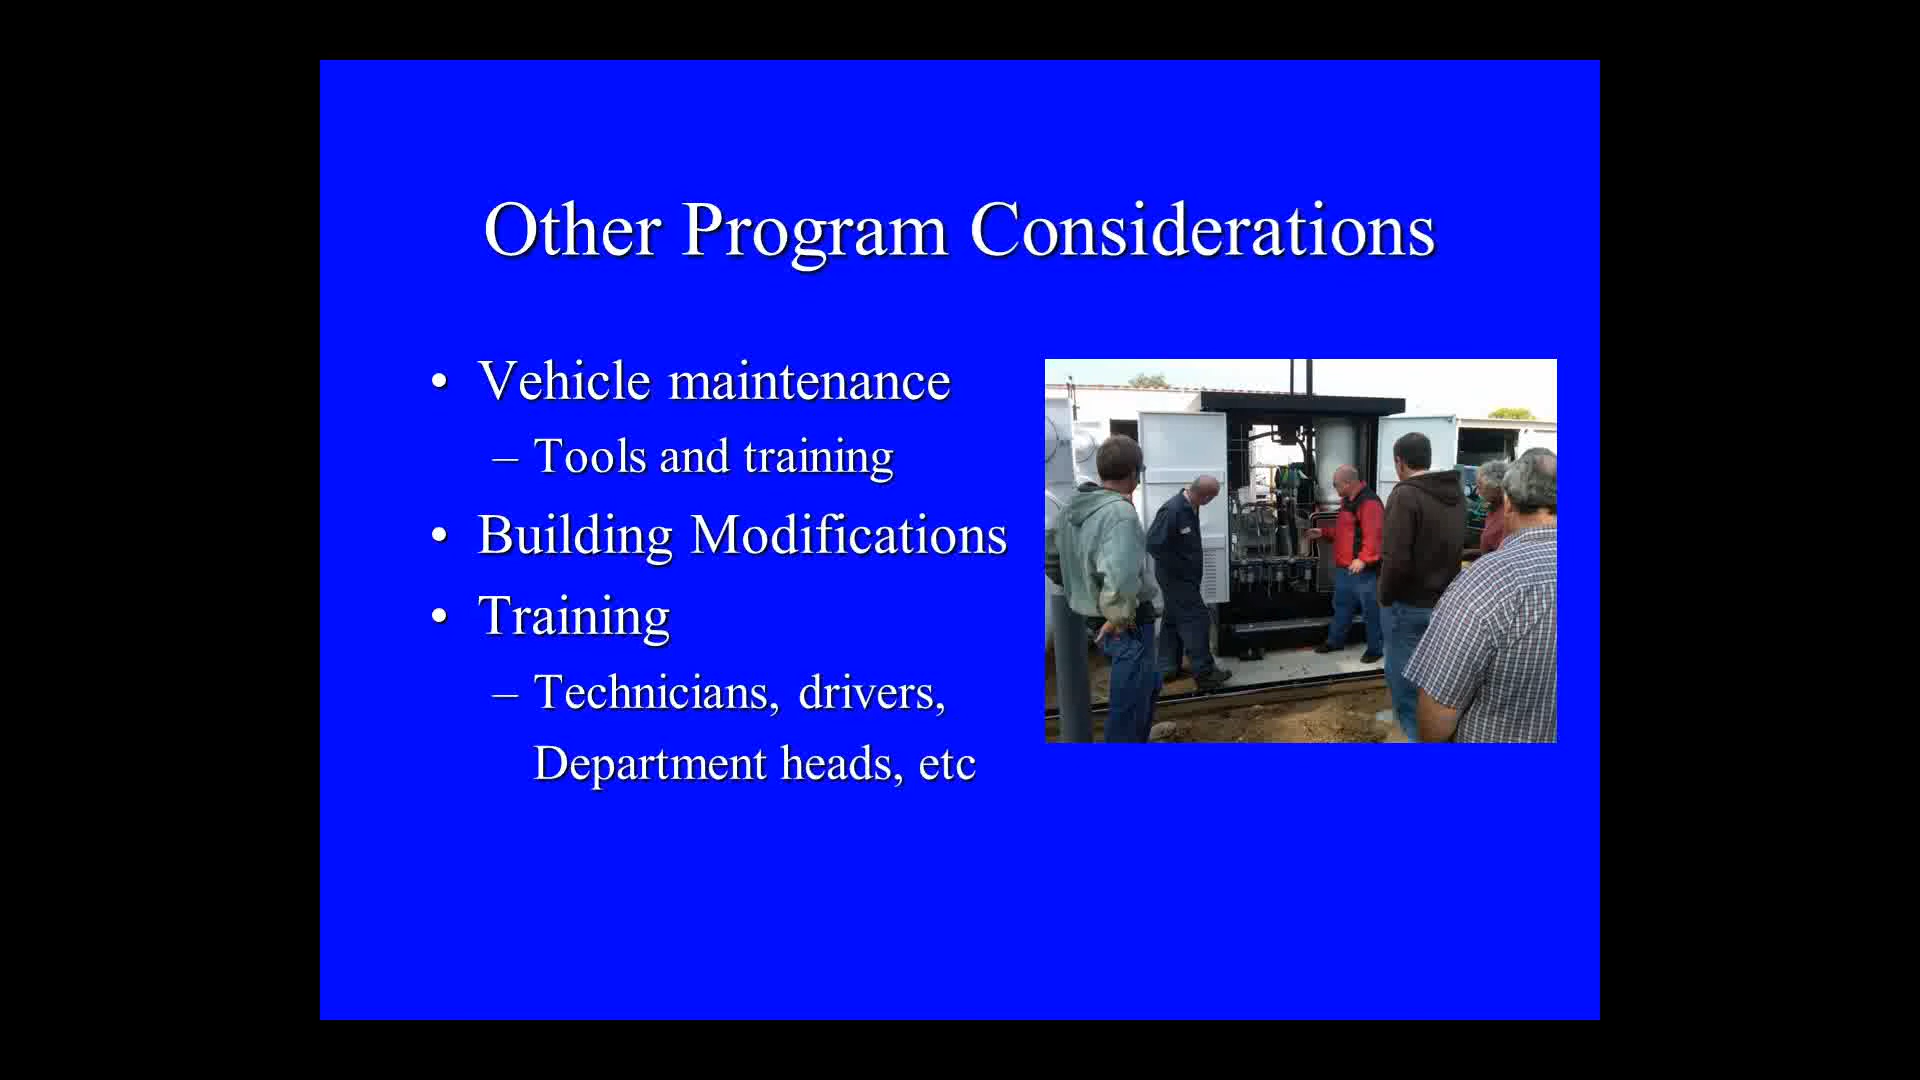 Other Program Considerations
• Vehicle maintenance
– Tools and training
• Building Modifications
• Training
– Technicians, drivers,
Department heads, etc